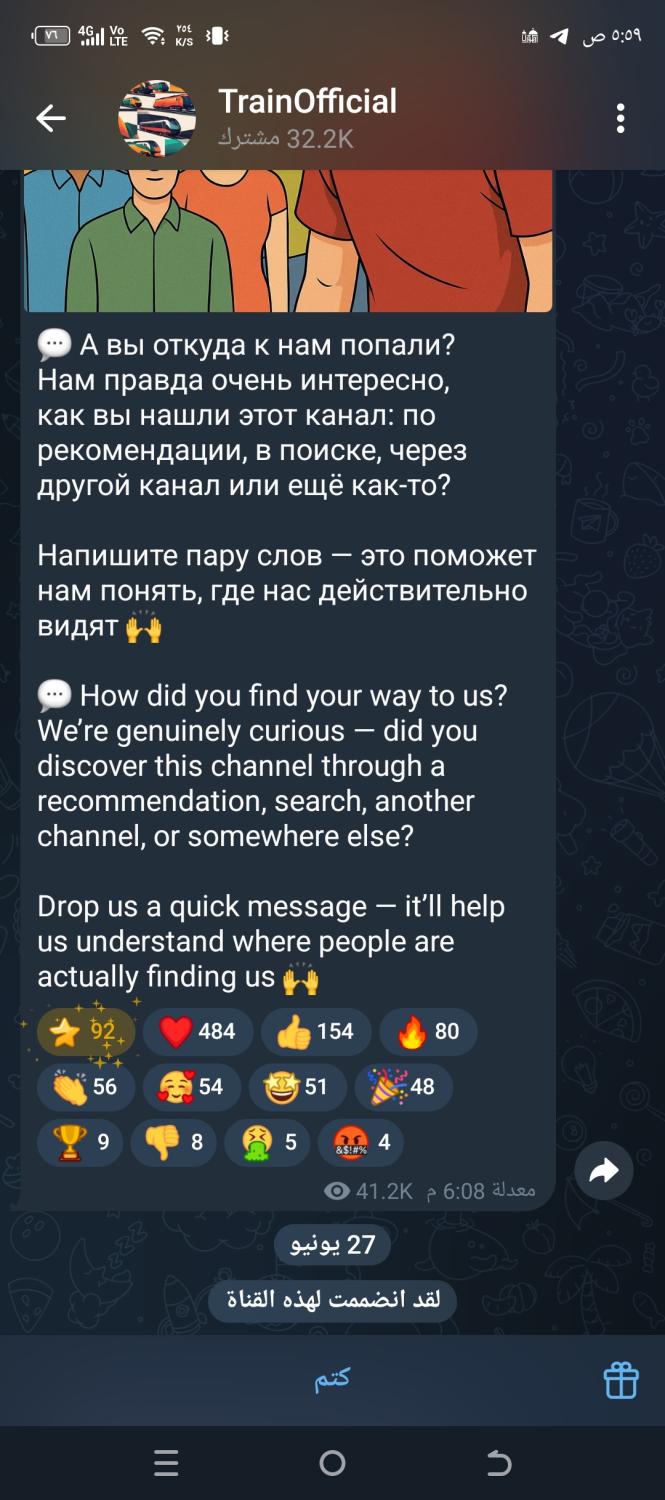 ٧٦ 4G Vo LTE ٢٥٤ K/S ٥:٥٩ ص
TrainOfficial
32.2K مشترك
💬 А вы откуда к нам попали?
Нам правда очень интересно,
как вы нашли этот канал: по
рекомендации, в поиске, через
другой канал или ещё как-то?
Напишите пару слов — это поможет
нам понять, где нас действительно
видят 🙌
💬 How did you find your way to us?
We’re genuinely curious — did you
discover this channel through a
recommendation, search, another
channel, or somewhere else?
Drop us a quick message — it’ll help
us understand where people are
actually finding us 🙌
⭐ 92 ❤️ 484 👍 154 🔥 80
👏 56 🥰 54 🤩 51 🎉 48
🏆 9 👎 8 🤮 5 🤬 4
41.2K معدلة 6:08 م
27 يونيو
لقد انضممت لهذه القناة
كتم